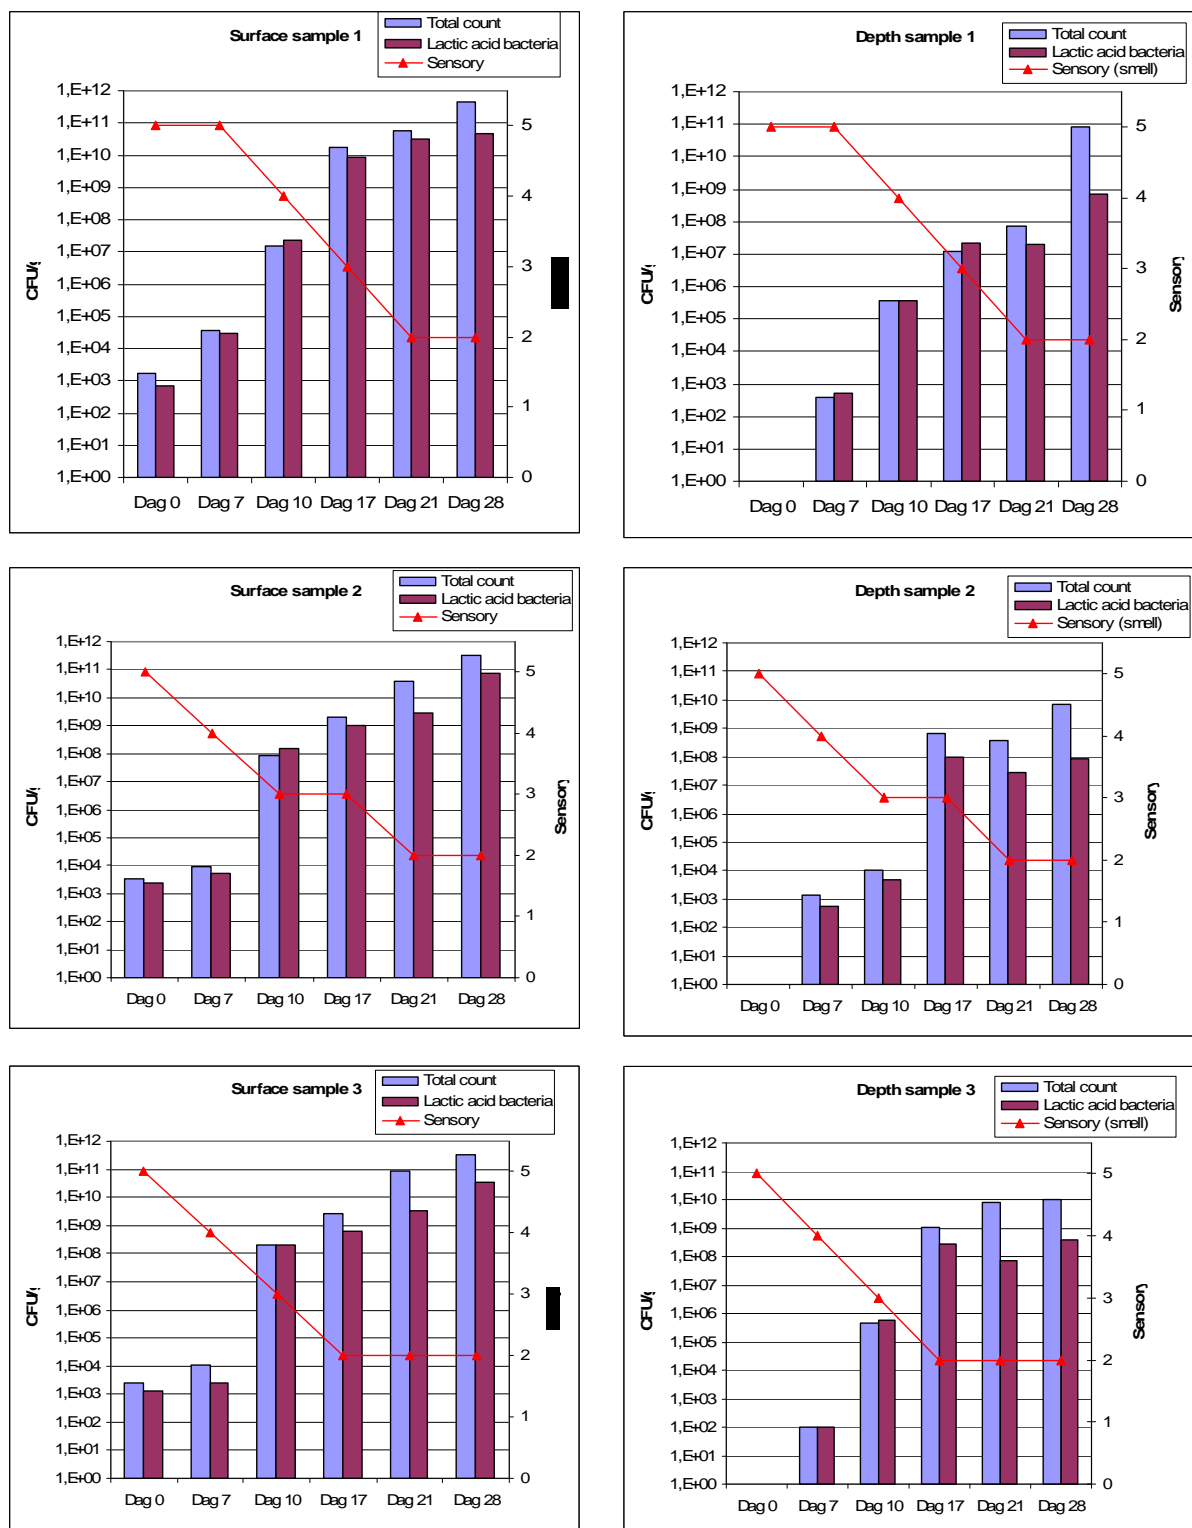 Surface sample 1
Total count
Lactic acid bacteria
Sensory
1,E+12
1,E+11
1,E+10
1,E+09
1,E+08
1,E+07
1,E+06
1,E+05
1,E+04
1,E+03
1,E+02
1,E+01
1,E+00
CFU/g
5
4
3
2
1
0
Dag 0 Dag 7 Dag 10 Dag 17 Dag 21 Dag 28
Depth sample 1
Total count
Lactic acid bacteria
Sensory (smell)
1,E+12
1,E+11
1,E+10
1,E+09
1,E+08
1,E+07
1,E+06
1,E+05
1,E+04
1,E+03
1,E+02
1,E+01
1,E+00
CFU/g
5
4
3
2
1
0
Sensory
Dag 0 Dag 7 Dag 10 Dag 17 Dag 21 Dag 28
Surface sample 2
Total count
Lactic acid bacteria
Sensory
1,E+12
1,E+11
1,E+10
1,E+09
1,E+08
1,E+07
1,E+06
1,E+05
1,E+04
1,E+03
1,E+02
1,E+01
1,E+00
CFU/g
5
4
3
2
1
0
Sensory
Dag 0 Dag 7 Dag 10 Dag 17 Dag 21 Dag 28
Depth sample 2
Total count
Lactic acid bacteria
Sensory (smell)
1,E+12
1,E+11
1,E+10
1,E+09
1,E+08
1,E+07
1,E+06
1,E+05
1,E+04
1,E+03
1,E+02
1,E+01
1,E+00
CFU/g
5
4
3
2
1
0
Sensory
Dag 0 Dag 7 Dag 10 Dag 17 Dag 21 Dag 28
Surface sample 3
Total count
Lactic acid bacteria
Sensory
1,E+12
1,E+11
1,E+10
1,E+09
1,E+08
1,E+07
1,E+06
1,E+05
1,E+04
1,E+03
1,E+02
1,E+01
1,E+00
CFU/g
5
4
3
2
1
0
Dag 0 Dag 7 Dag 10 Dag 17 Dag 21 Dag 28
Depth sample 3
Total count
Lactic acid bacteria
Sensory (smell)
1,E+12
1,E+11
1,E+10
1,E+09
1,E+08
1,E+07
1,E+06
1,E+05
1,E+04
1,E+03
1,E+02
1,E+01
1,E+00
CFU/g
5
4
3
2
1
0
Sensory
Dag 0 Dag 7 Dag 10 Dag 17 Dag 21 Dag 28